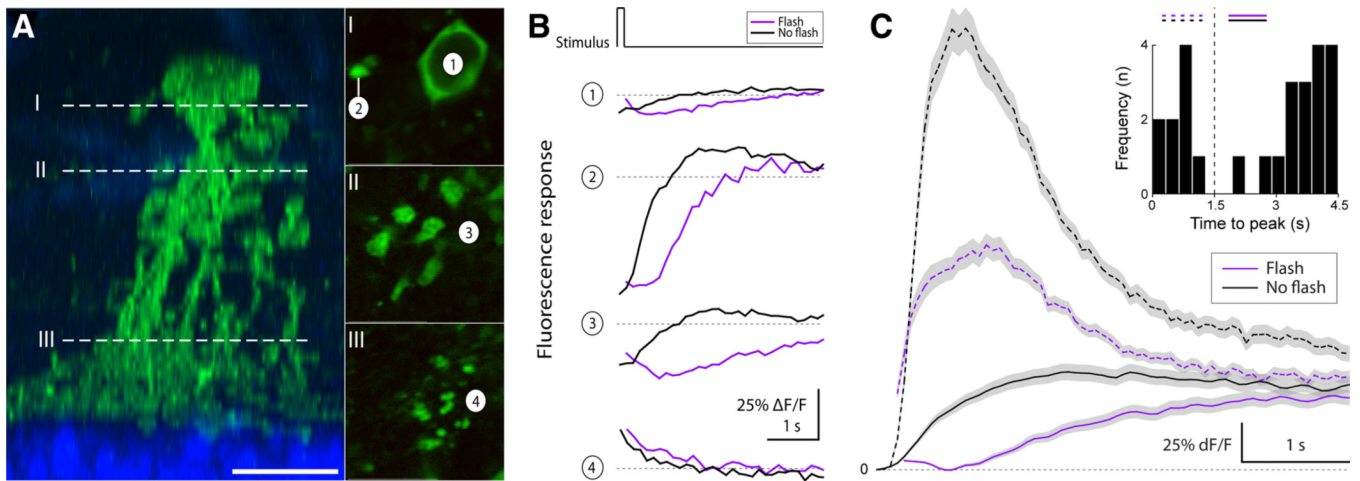 A
I
II
III
I
1
2
II
3
III
4
B
Stimulus
Flash
No flash
Fluorescence response
1
2
3
4
25% ΔF/F
1 s
C
Frequency (n)
4
2
0
0
1.5
3
4.5
Time to peak (s)
Flash
No flash
25% dF/F
1 s
0